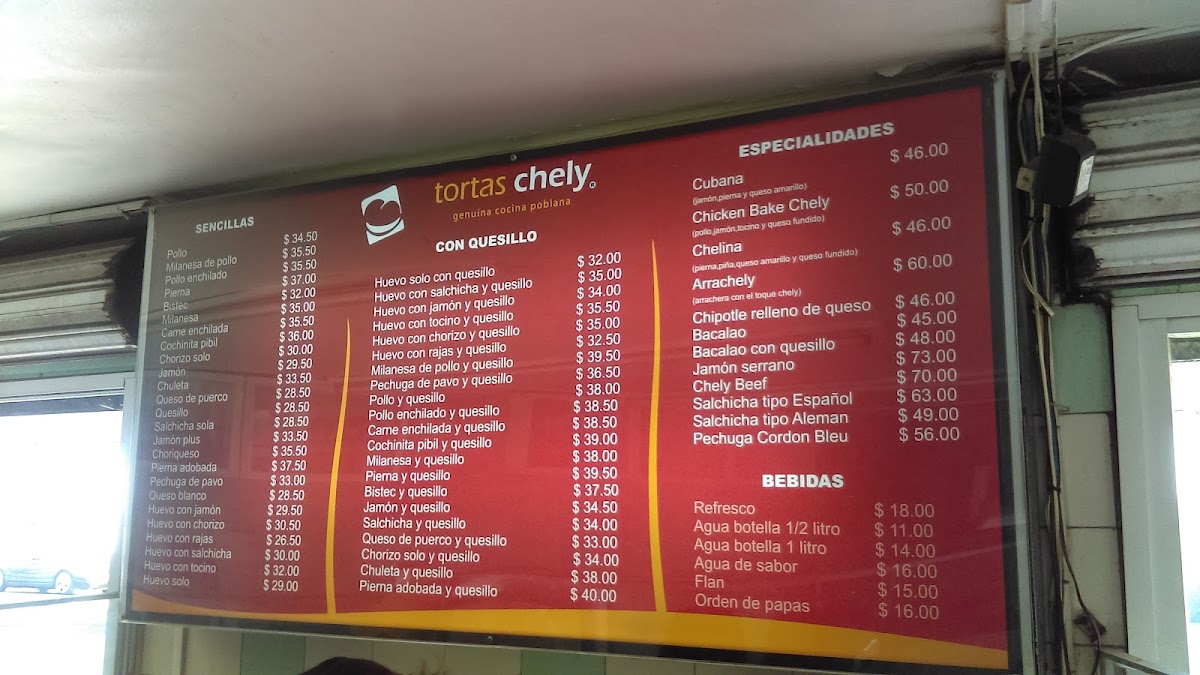 tortas chely
genuina cocina poblana
SENCILLAS
Pollo $ 34.50
Milanesa de pollo $ 35.50
Pollo enchilado $ 35.50
Pierna $ 37.00
Bistec $ 32.00
Milanesa $ 35.00
Carne enchilada $ 35.50
Cochinita pibil $ 36.00
Chorizo solo $ 30.00
Jamón $ 29.50
Chuleta $ 33.50
Queso de puerco $ 28.50
Quesillo $ 28.50
Salchicha sola $ 28.50
Jamón plus $ 33.50
Choriqueso $ 35.50
Pierna adobada $ 37.50
Pechuga de pavo $ 33.00
Queso blanco $ 28.50
Huevo con jamón $ 29.50
Huevo con chorizo $ 30.50
Huevo con rajas $ 26.50
Huevo con salchicha $ 30.00
Huevo con tocino $ 32.00
Huevo solo $ 29.00
CON QUESILLO
Huevo solo con quesillo $ 32.00
Huevo con salchicha y quesillo $ 35.00
Huevo con jamón y quesillo $ 34.00
Huevo con tocino y quesillo $ 35.50
Huevo con chorizo y quesillo $ 35.00
Huevo con rajas y quesillo $ 32.50
Milanesa de pollo y quesillo $ 39.50
Pechuga de pavo y quesillo $ 36.50
Pollo y quesillo $ 38.00
Pollo enchilado y quesillo $ 38.50
Carne enchilada y quesillo $ 38.50
Cochinita pibil y quesillo $ 39.00
Milanesa y quesillo $ 38.00
Pierna y quesillo $ 39.50
Bistec y quesillo $ 37.50
Jamón y quesillo $ 34.50
Salchicha y quesillo $ 34.00
Queso de puerco y quesillo $ 33.00
Chorizo solo y quesillo $ 34.00
Chuleta y quesillo $ 38.00
Pierna adobada y quesillo $ 40.00
ESPECIALIDADES
Cubana $ 46.00
(jamón,pierna y queso amarillo)
Chicken Bake Chely $ 50.00
(pollo,jamón,tocino y queso fundido)
Chelina $ 46.00
(pierna,piña,queso amarillo y queso fundido)
Arrachely $ 60.00
(arrachera con el toque chely)
Chipotle relleno de queso $ 46.00
Bacalao $ 45.00
Bacalao con quesillo $ 48.00
Jamón serrano $ 73.00
Chely Beef $ 70.00
Salchicha tipo Español $ 63.00
Salchicha tipo Aleman $ 49.00
Pechuga Cordon Bleu $ 56.00
BEBIDAS
Refresco $ 18.00
Agua botella 1/2 litro $ 11.00
Agua botella 1 litro $ 14.00
Agua de sabor $ 16.00
Flan $ 15.00
Orden de papas $ 16.00